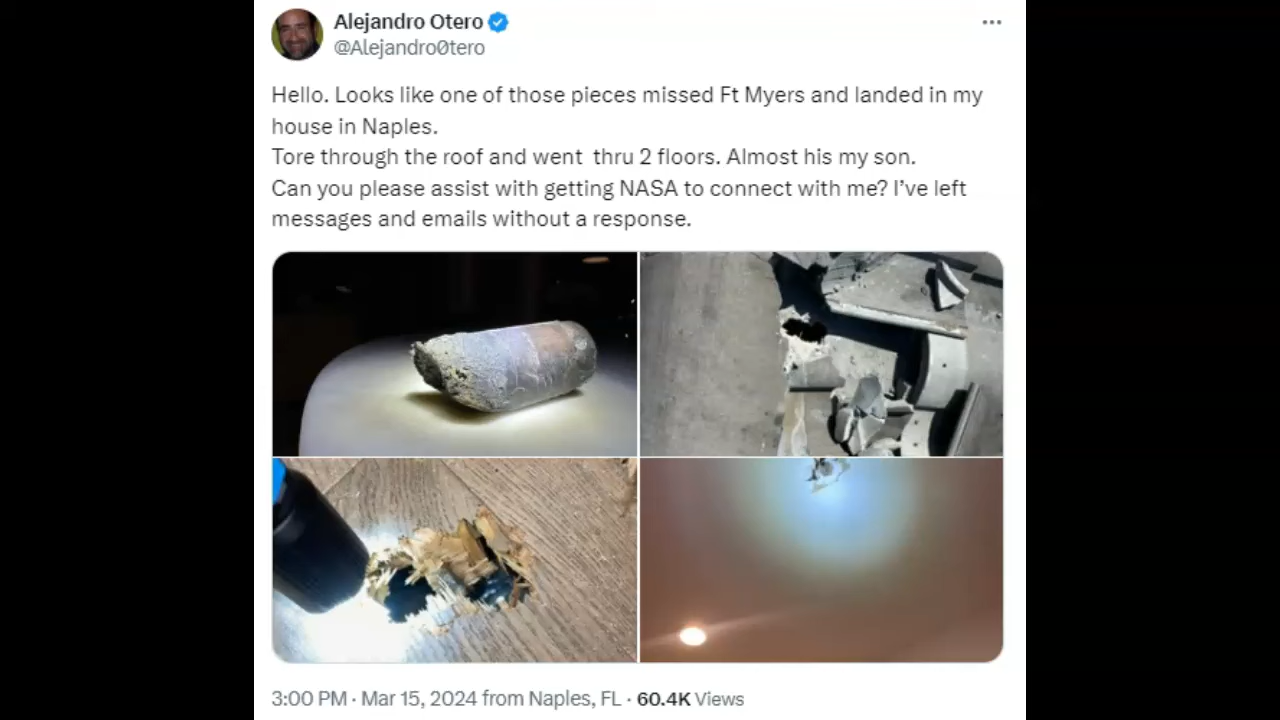 Alejandro Otero
@Alejandro0tero
Hello. Looks like one of those pieces missed Ft Myers and landed in my
house in Naples.
Tore through the roof and went  thru 2 floors. Almost his my son.
Can you please assist with getting NASA to connect with me? I’ve left
messages and emails without a response.
3:00 PM · Mar 15, 2024 from Naples, FL · 60.4K Views